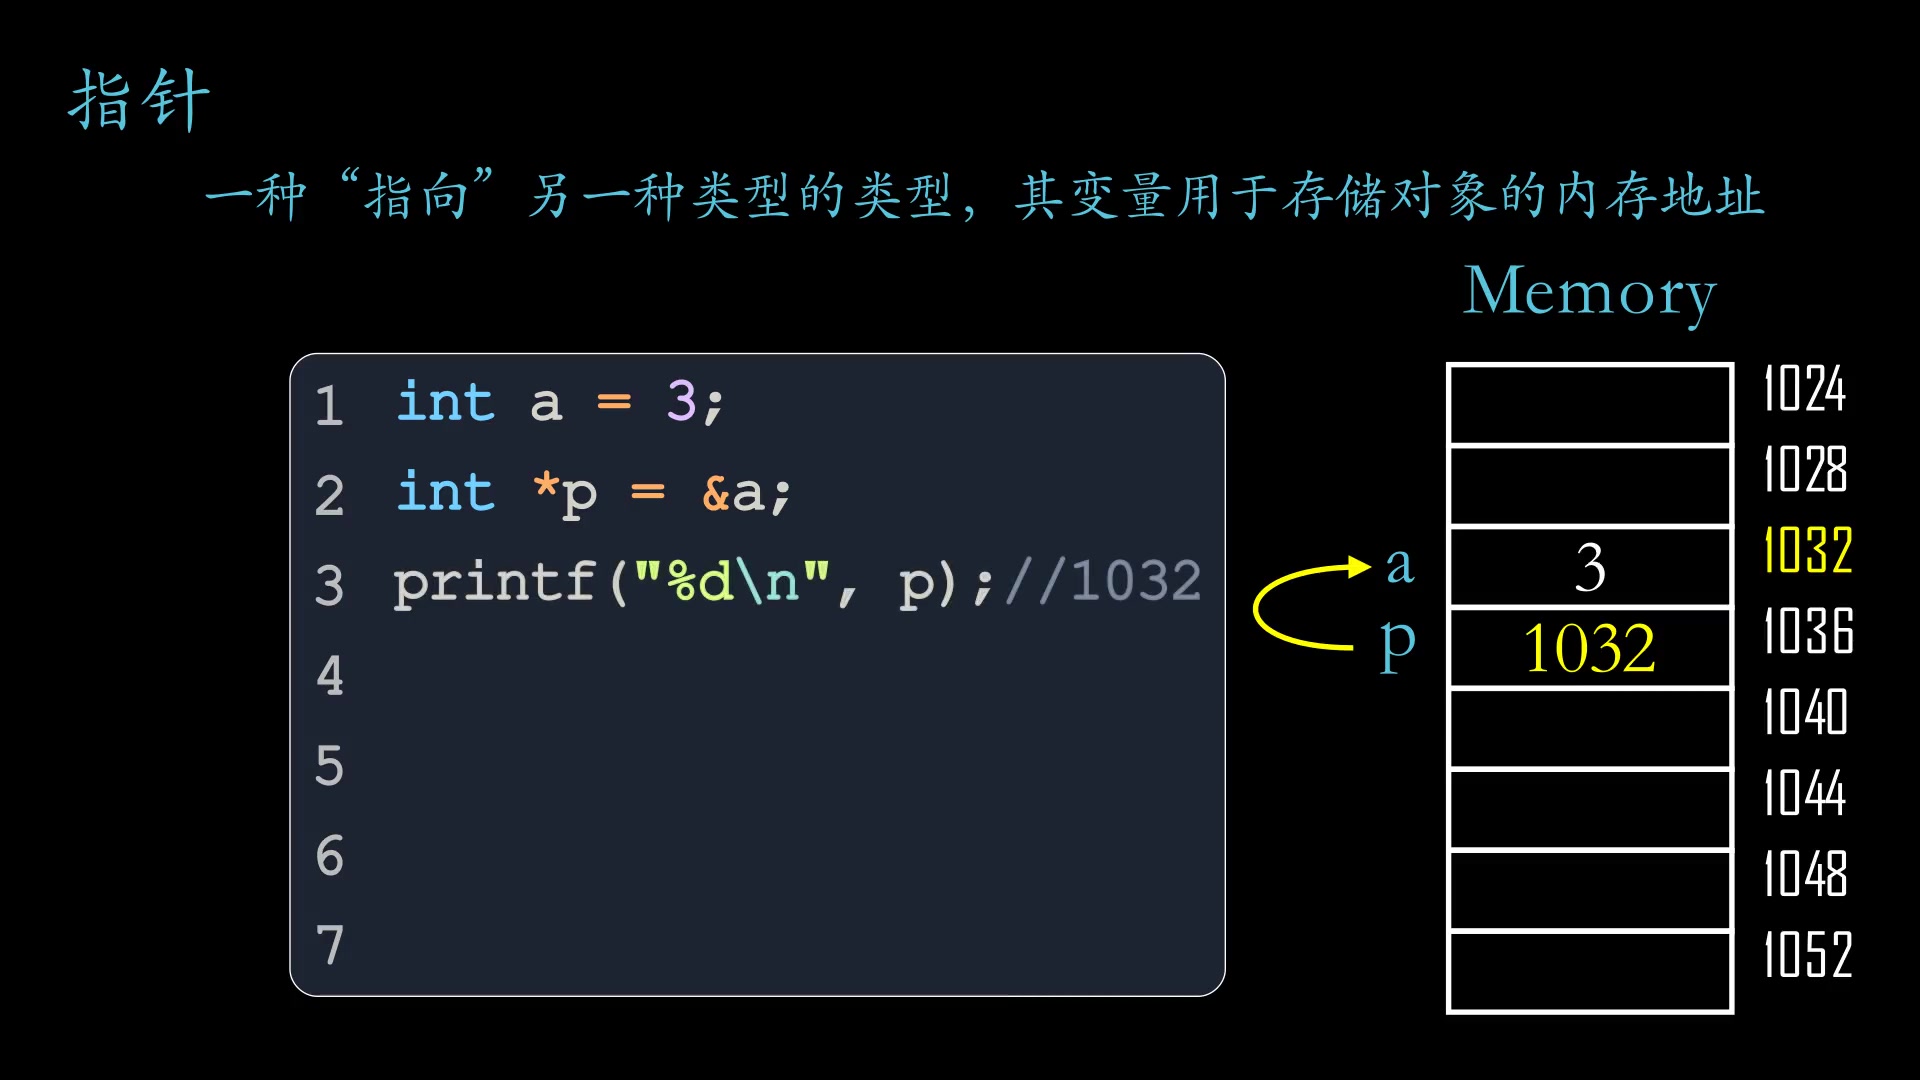 指针
一种“指向”另一种类型的类型，其变量用于存储对象的内存地址
Memory
1 int a = 3;
2 int *p = &a;
3 printf("%d\n", p);//1032
4
5
6
7
1024
1028
a 3 1032
p 1032 1036
1040
1044
1048
1052